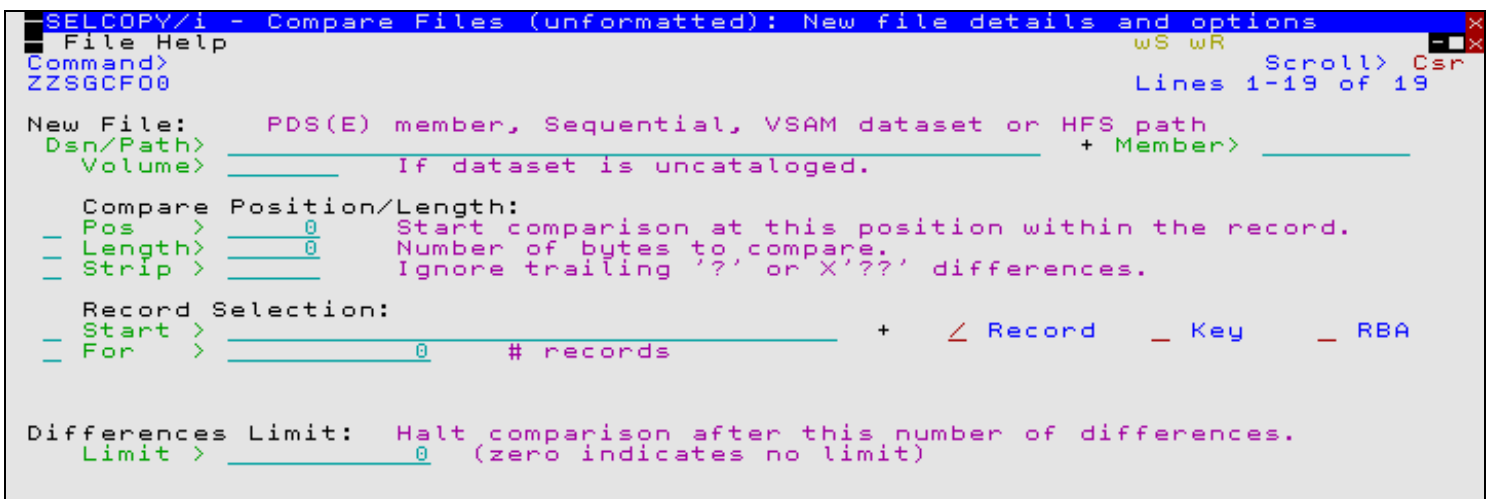 SELCOPY/i - Compare Files (unformatted): New file details and options
File Help wS wR
Command> Scroll> Csr
ZZSGCFO0 Lines 1-19 of 19
New File: PDS(E) member, Sequential, VSAM dataset or HFS path
Dsn/Path> + Member>
Volume> If dataset is uncataloged.
Compare Position/Length:
Pos > 0 Start comparison at this position within the record.
Length> 0 Number of bytes to compare.
Strip > Ignore trailing '?' or X'??' differences.
Record Selection:
Start > + / Record _ Key _ RBA
For > 0 # records
Differences Limit: Halt comparison after this number of differences.
Limit > 0 (zero indicates no limit)